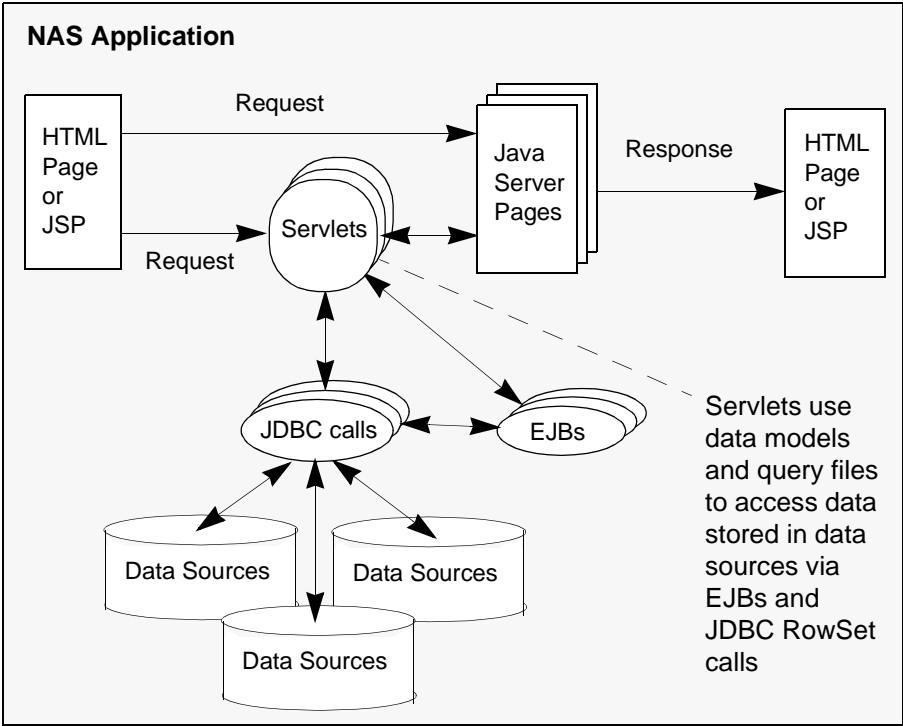 NAS Application
Request
HTML
Page
or
JSP
Java
Server
Pages
Response
HTML
Page
or
JSP
Servlets
Request
JDBC calls
EJBs
Servlets use
data models
and query files
to access data
stored in data
sources via
EJBs and
JDBC RowSet
calls
Data Sources
Data Sources
Data Sources